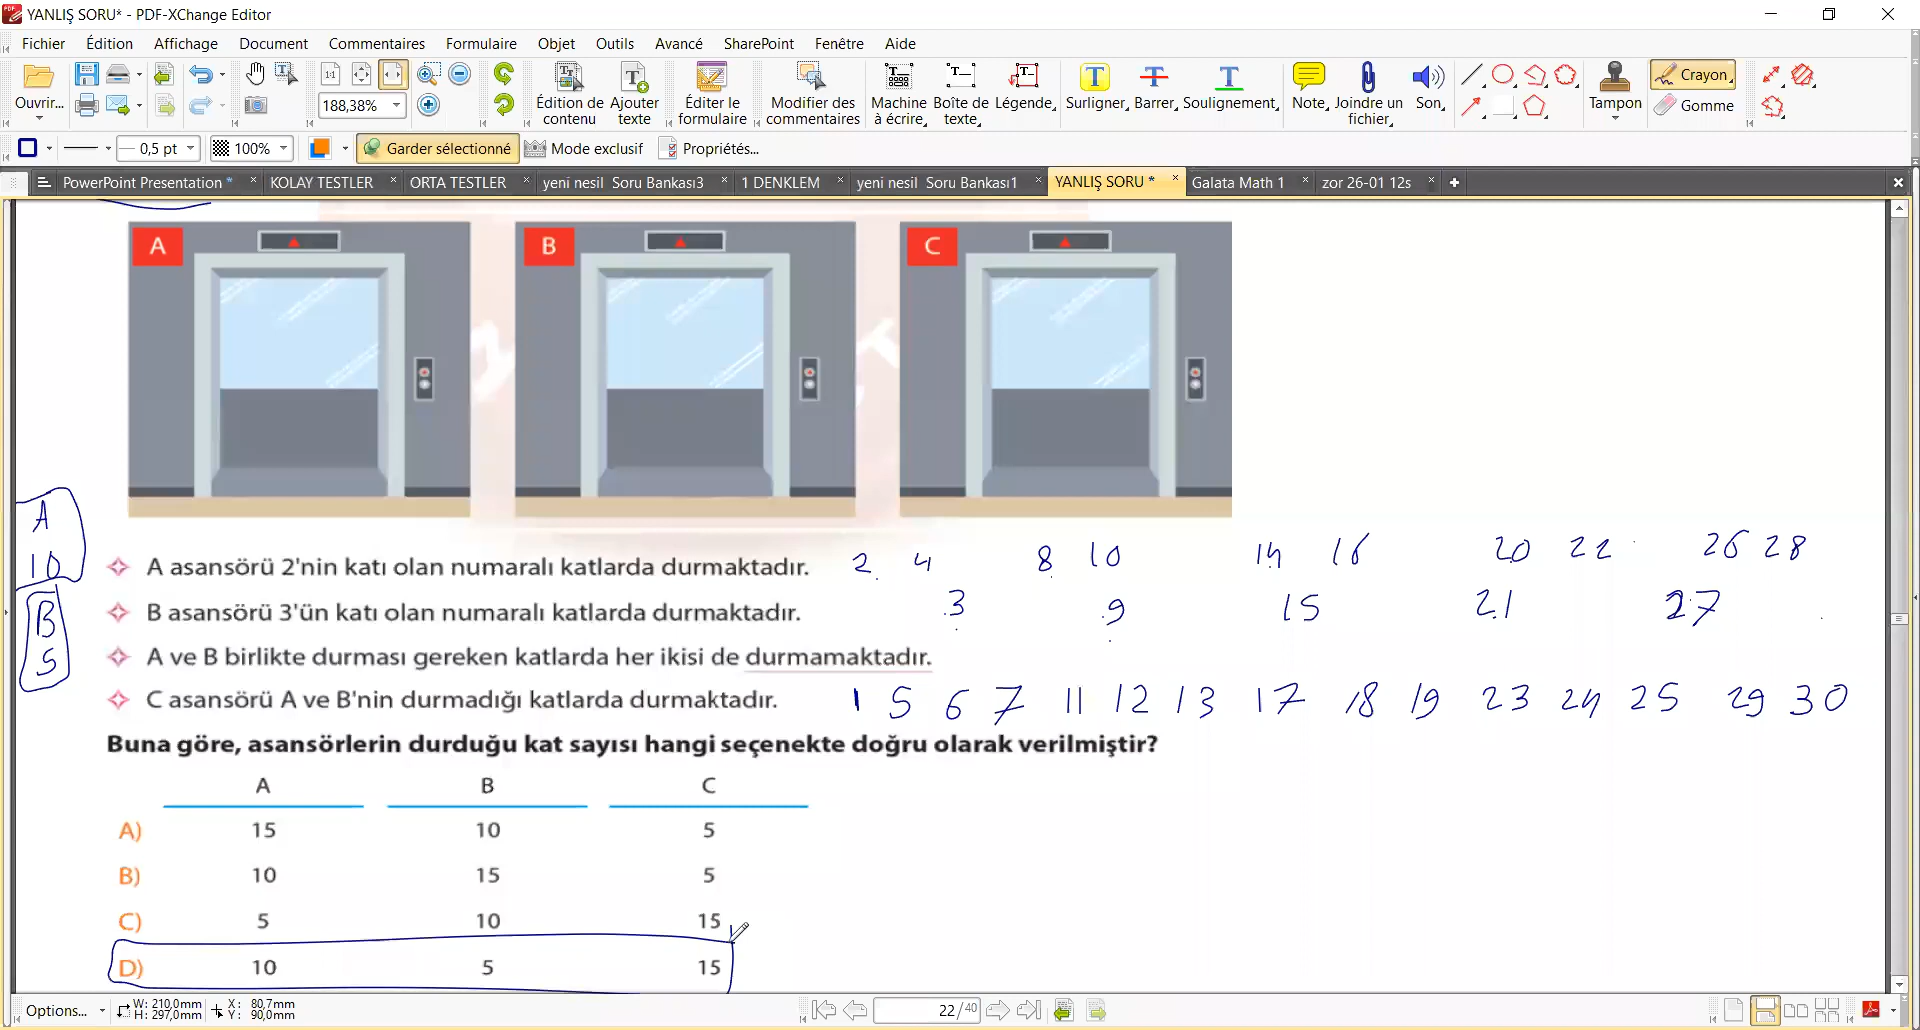 YANLIŞ SORU* - PDF-XChange Editor
Fichier Édition Affichage Document Commentaires Formulaire Objet Outils Avancé SharePoint Fenêtre Aide
Ouvrir... 188,38% Édition de contenu Ajouter texte Éditer le formulaire Modifier des commentaires Machine à écrire Boîte de texte Légende Surligner Barrer Soulignement Note Joindre un fichier Son Tampon Crayon Gomme
0,5 pt 100% Garder sélectionné Mode exclusif Propriétés...
PowerPoint Presentation * KOLAY TESTLER ORTA TESTLER yeni nesil Soru Bankası3 1 DENKLEM yeni nesil Soru Bankası1 YANLIŞ SORU * Galata Math 1 zor 26-01 12s
A B C
A
10
B
5
A asansörü 2'nin katı olan numaralı katlarda durmaktadır. 2 4 8 10 14 16 20 22 26 28
B asansörü 3'ün katı olan numaralı katlarda durmaktadır. 3 9 15 21 27
A ve B birlikte durması gereken katlarda her ikisi de durmamaktadır.
C asansörü A ve B'nin durmadığı katlarda durmaktadır. 1 5 6 7 11 12 13 17 18 19 23 24 25 29 30
Buna göre, asansörlerin durduğu kat sayısı hangi seçenekte doğru olarak verilmiştir?
A B C
A) 15 10 5
B) 10 15 5
C) 5 10 15
D) 10 5 15
Options... W: 210,0mm H: 297,0mm X: 80,7mm Y: 90,0mm 22 / 40